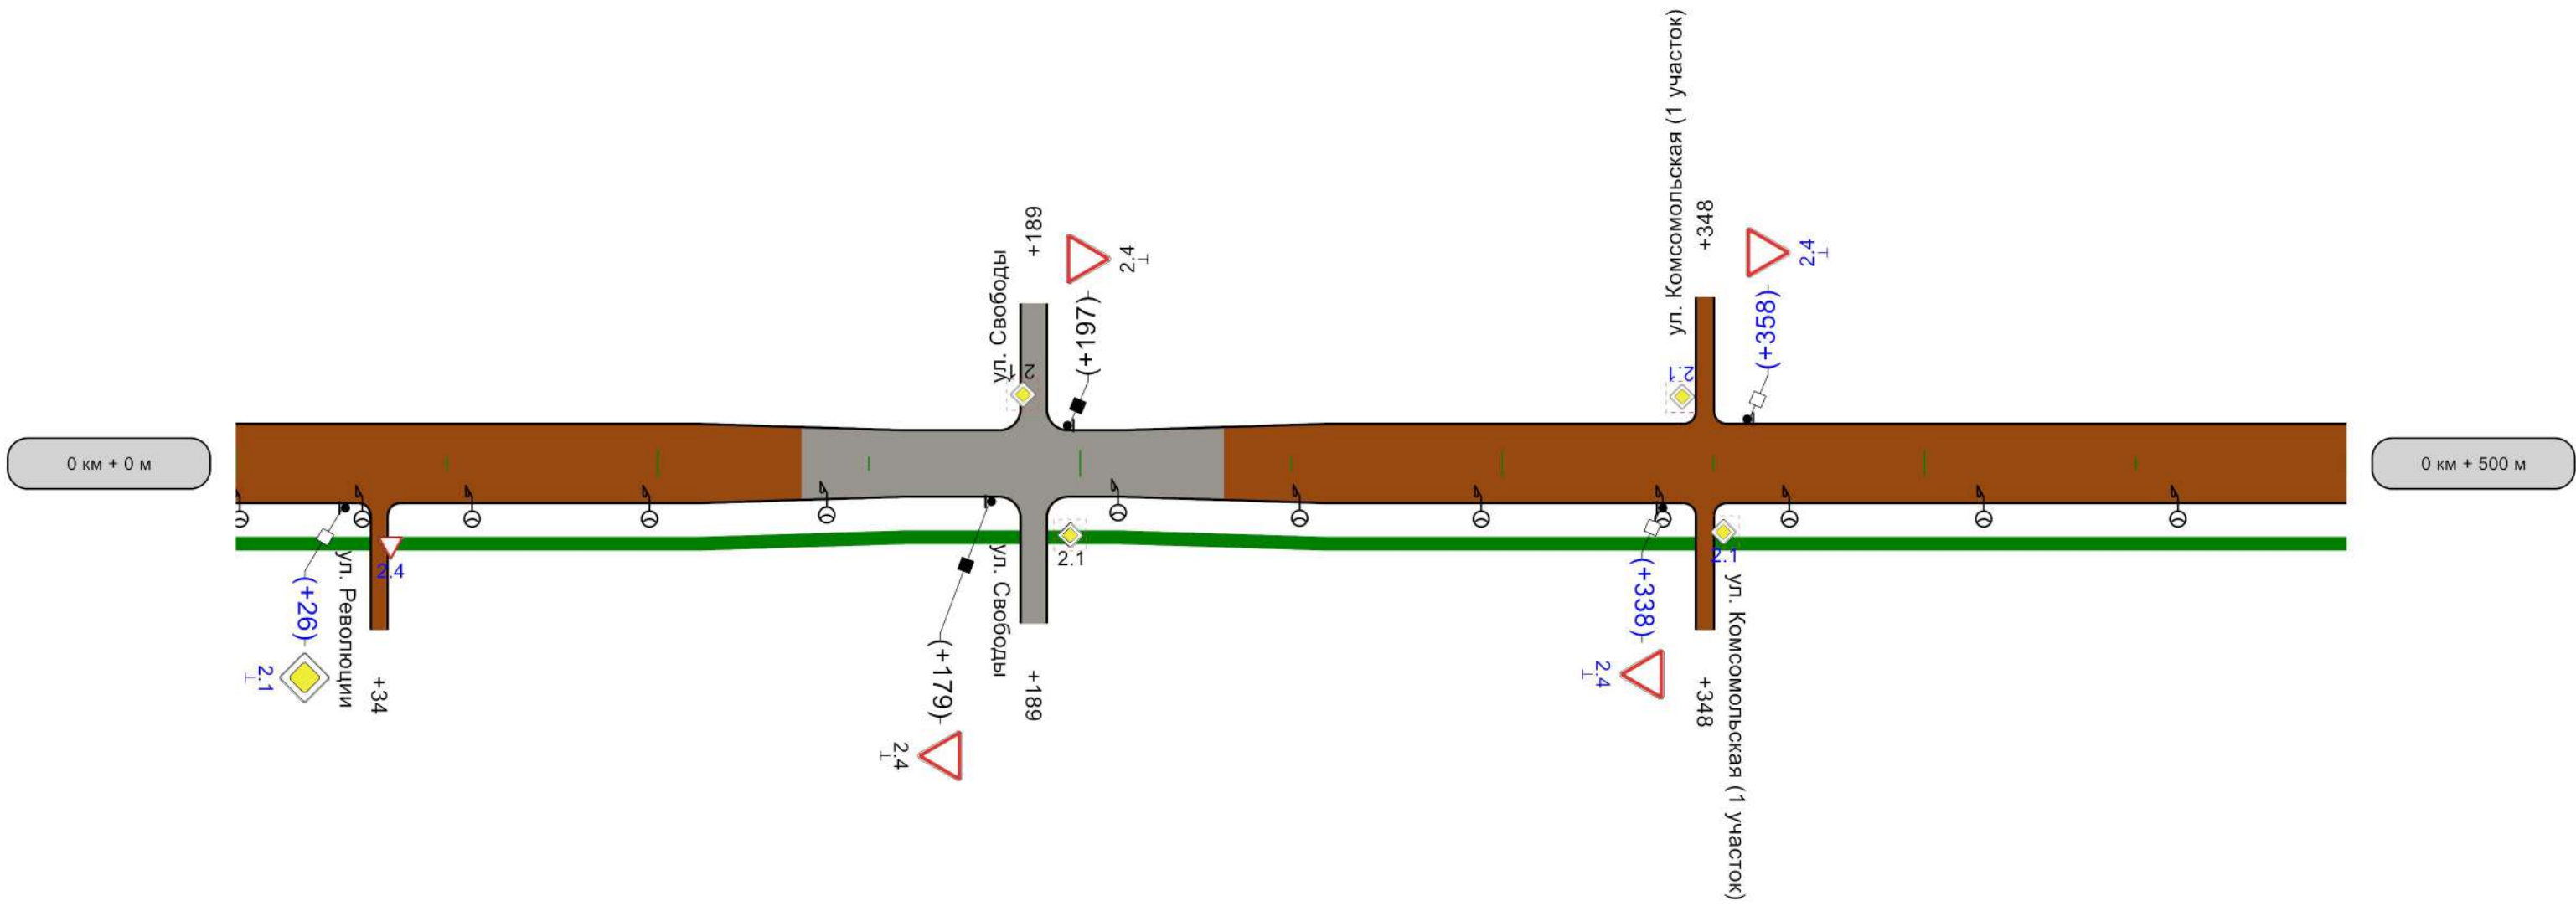 ул. Комсомольская (1 участок)
+348
2.4
(+358)
2.1
+189
ул. Свободы
2.4
(+197)
2.1
0 км + 0 м
0 км + 500 м
(+26)
2.1
ул. Революции
+34
2.4
(+179)
2.4
ул. Свободы
+189
2.1
(+338)
2.4
+348
2.1
ул. Комсомольская (1 участок)